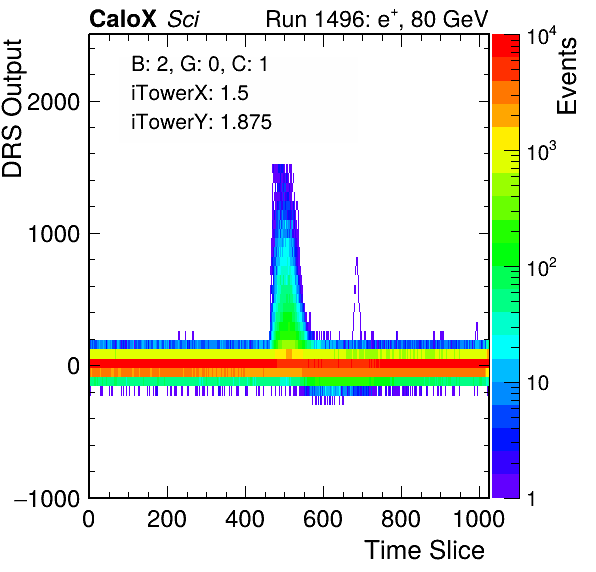 CaloX Sci Run 1496: e+, 80 GeV
B: 2, G: 0, C: 1
iTowerX: 1.5
iTowerY: 1.875
DRS Output
2000
1000
0
−1000
0 200 400 600 800 1000
Time Slice
Events
10^4
10^3
10^2
10
1